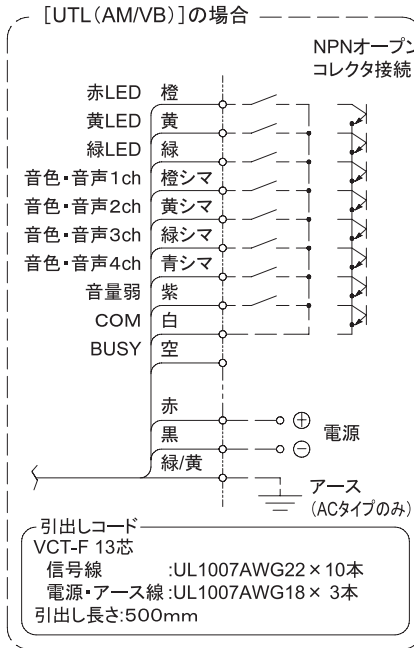 [UTL(AM/VB)]の場合
NPNオープン
コレクタ接続
赤LED 橙
黄LED 黄
緑LED 緑
音色・音声1ch 橙シマ
音色・音声2ch 黄シマ
音色・音声3ch 緑シマ
音色・音声4ch 青シマ
音量弱 紫
COM 白
BUSY 空
赤 ⊕
黒 ⊖
電源
緑/黄
アース
(ACタイプのみ)
引出しコード
VCT-F 13芯
信号線 :UL1007AWG22×10本
電源・アース線:UL1007AWG18× 3本
引出し長さ:500mm